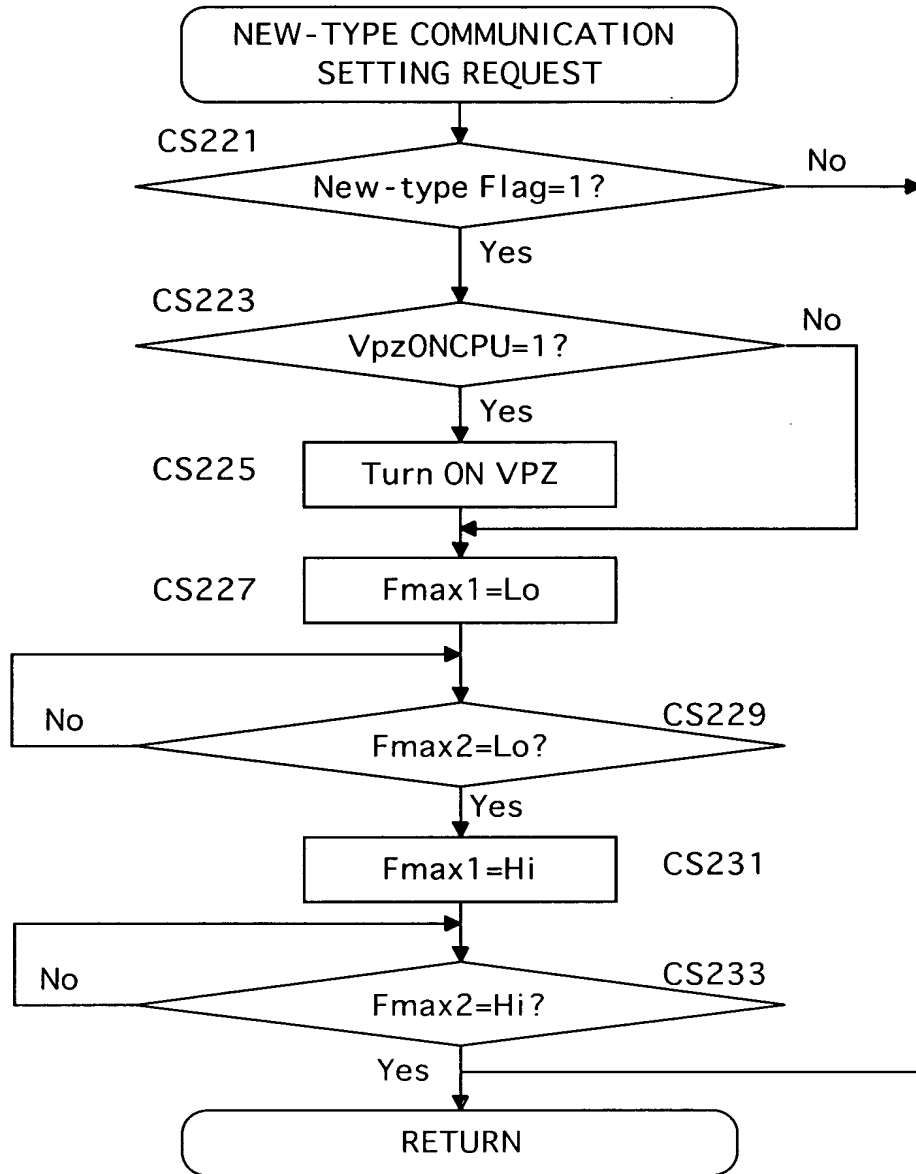 NEW-TYPE COMMUNICATION
SETTING REQUEST
CS221
No
New-type Flag=1?
Yes
CS223
No
VpzONCPU=1?
Yes
CS225
Turn ON VPZ
CS227
Fmax1=Lo
No
CS229
Fmax2=Lo?
Yes
Fmax1=Hi
CS231
No
CS233
Fmax2=Hi?
Yes
RETURN